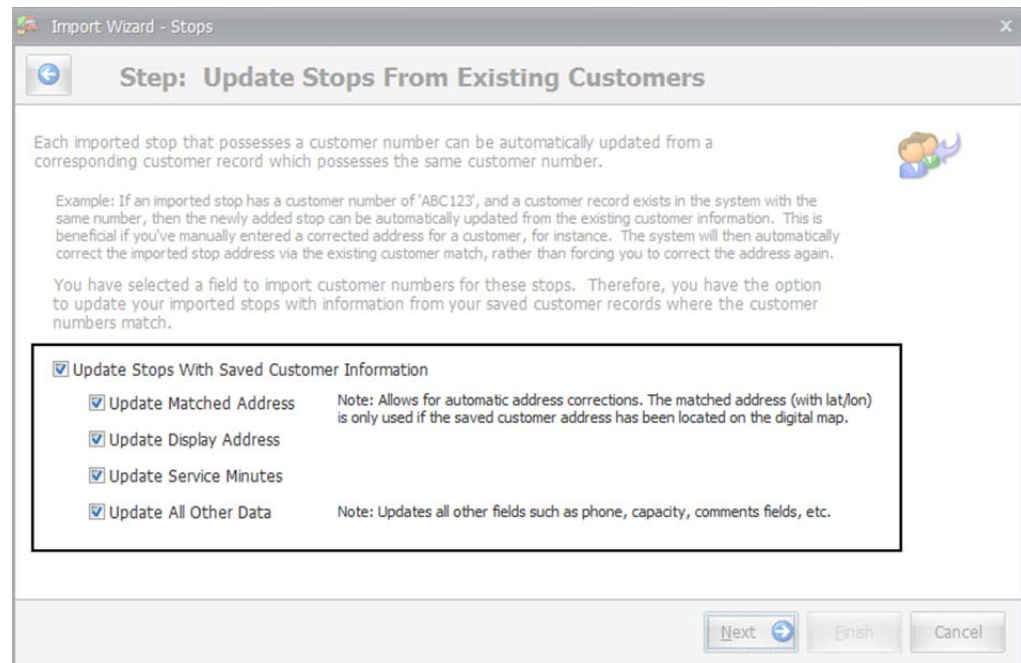 Import Wizard - Stops
x
Step: Update Stops From Existing Customers
Each imported stop that possesses a customer number can be automatically updated from a
corresponding customer record which possesses the same customer number.
Example: If an imported stop has a customer number of 'ABC123', and a customer record exists in the system with the
same number, then the newly added stop can be automatically updated from the existing customer information. This is
beneficial if you've manually entered a corrected address for a customer, for instance. The system will then automatically
correct the imported stop address via the existing customer match, rather than forcing you to correct the address again.
You have selected a field to import customer numbers for these stops. Therefore, you have the option
to update your imported stops with information from your saved customer records where the customer
numbers match.
Update Stops With Saved Customer Information
Update Matched Address
Note: Allows for automatic address corrections. The matched address (with lat/lon)
is only used if the saved customer address has been located on the digital map.
Update Display Address
Update Service Minutes
Update All Other Data
Note: Updates all other fields such as phone, capacity, comments fields, etc.
Next
Finish
Cancel